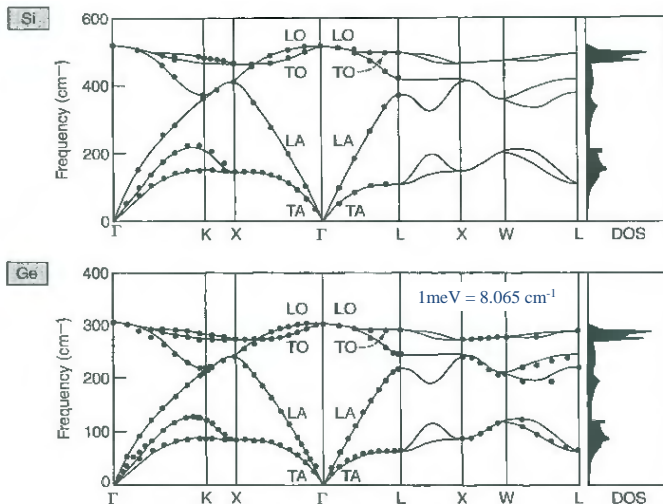 Si
600
400
200
0
Frequency (cm⁻)
LO LO
TO TO
LA LA
TA TA
Γ K X Γ L X W L DOS
Ge
400
300
200
100
0
Frequency (cm⁻)
1meV = 8.065 cm⁻¹
LO LO
TO TO
LA LA
TA TA
Γ K X Γ L X W L DOS